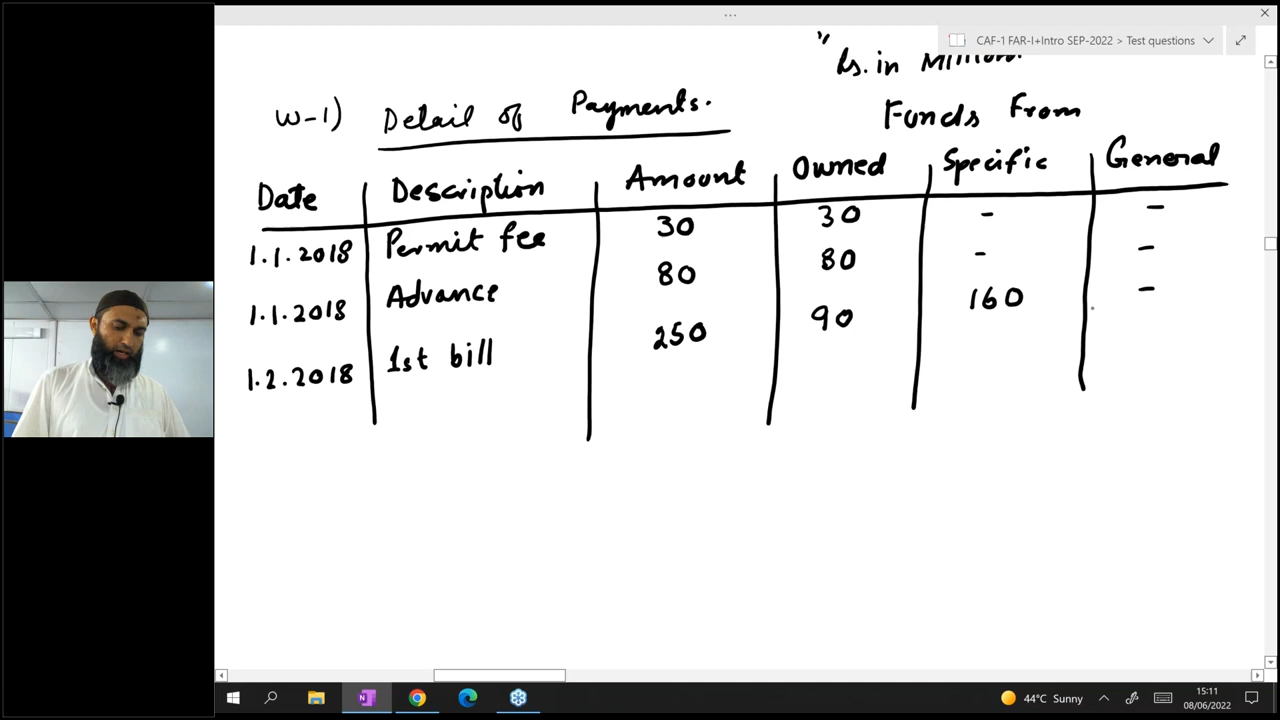 CAF-1 FAR-I+Intro SEP-2022 > Test questions
" Rs. in Million.
W-1) Detail of Payments.
Funds From
Date Description Amount Owned Specific General
1.1.2018 Permit fee 30 30 - -
1.1.2018 Advance 80 80 - -
1.2.2018 1st bill 250 90 160 -
44°C Sunny
15:11
08/06/2022